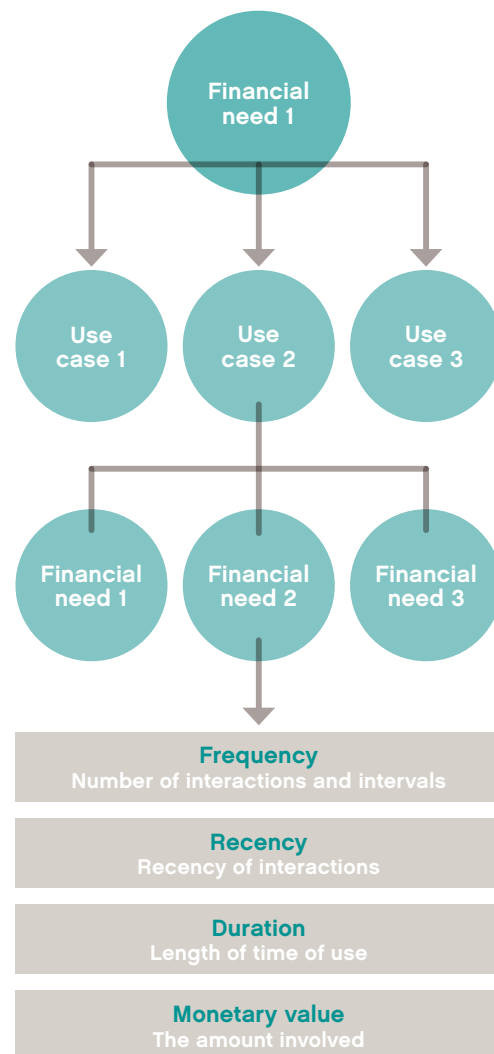 Financial
need 1
Use
case 1
Use
case 2
Use
case 3
Financial
need 1
Financial
need 2
Financial
need 3
Frequency
Number of interactions and intervals
Recency
Recency of interactions
Duration
Length of time of use
Monetary value
The amount involved